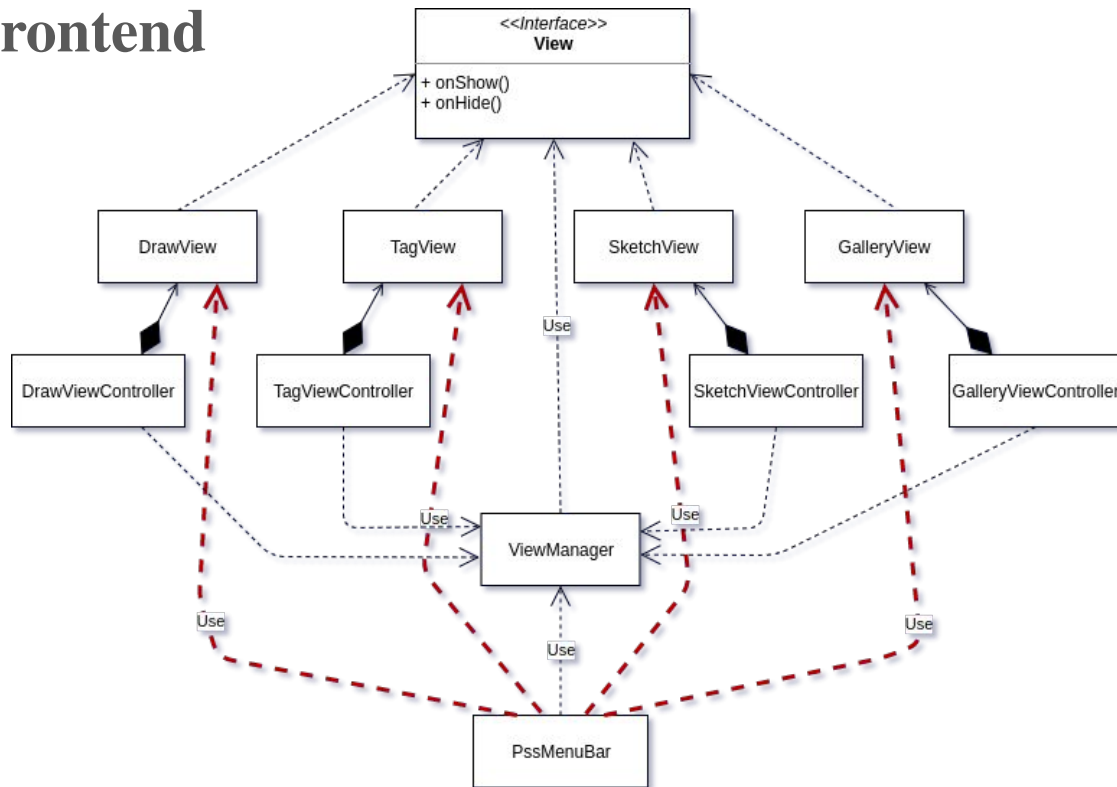 rontend
<<Interface>>
View
+ onShow()
+ onHide()
DrawView
TagView
SketchView
GalleryView
Use
DrawViewController
TagViewController
SketchViewController
GalleryViewController
Use
Use
ViewManager
Use
Use
Use
PssMenuBar